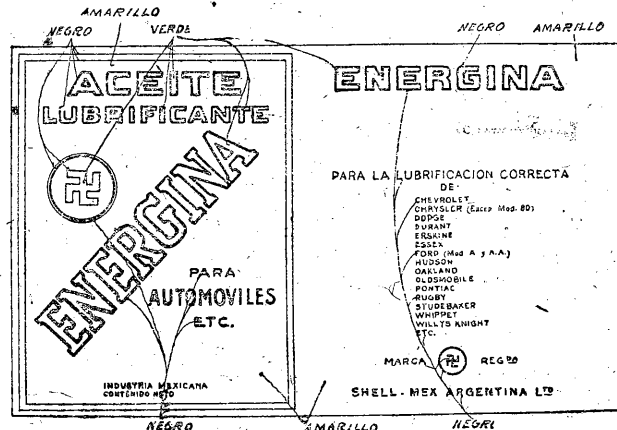 AMARILLO
NEGRO VERDE
ACEITE
LUBRIFICANTE
ENERGINA
PARA
AUTOMOVILES
ETC.
INDUSTRIA MEXICANA
CONTENIDO NETO
NEGRO AMARILLO
NEGRO AMARILLO
ENERGINA
PARA LA LUBRIFICACION CORRECTA
DE:
CHEVROLET
CHRYSLER (Excep. Mod. 80)
DODGE
DURANT
ERSKINE
ESSEX
FORD (Mod A y A.A.)
HUDSON
OAKLAND
OLDSMOBILE
PONTIAC
RUGBY
STUDEBAKER
WHIPPET
WILLYS KNIGHT
ETC.
MARCA REGDO
SHELL-MEX ARGENTINA LTD
NEGRO